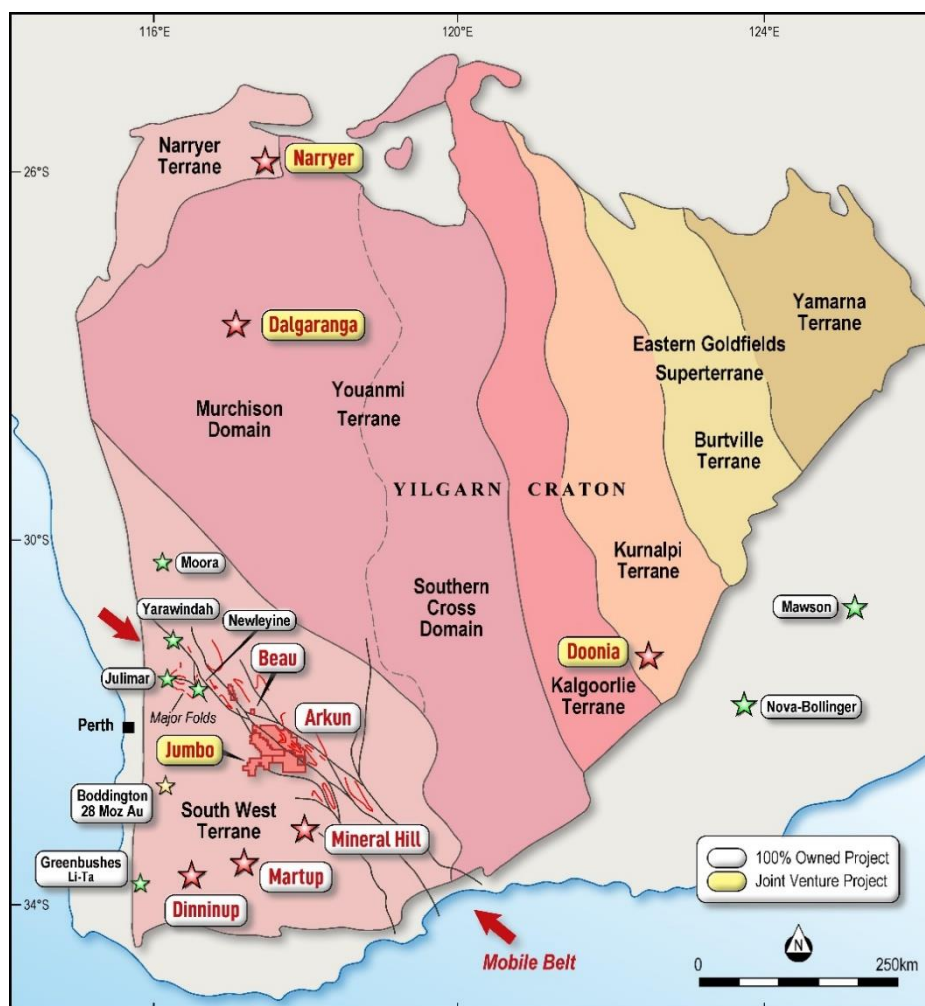 116°E
120°E
124°E
26°S
30°S
34°S
Narryer
Terrane
Narryer
Dalgaranga
Murchison
Domain
Youanmi
Terrane
Yamarna
Terrane
Eastern Goldfields
Superterrane
Burtville
Terrane
YILGARN CRATON
Kurnalpi
Terrane
Southern
Cross
Domain
Moora
Yarawindah
Newleyine
Beau
Julimar
Major Folds
Perth
Arkun
Jumbo
Boddington
28 Moz Au
South West
Terrane
Mineral Hill
Greenbushes
Li-Ta
Martup
Dinninup
Doonia
Kalgoorlie
Terrane
Mawson
Nova-Bollinger
Mobile Belt
100% Owned Project
Joint Venture Project
N
0
250km